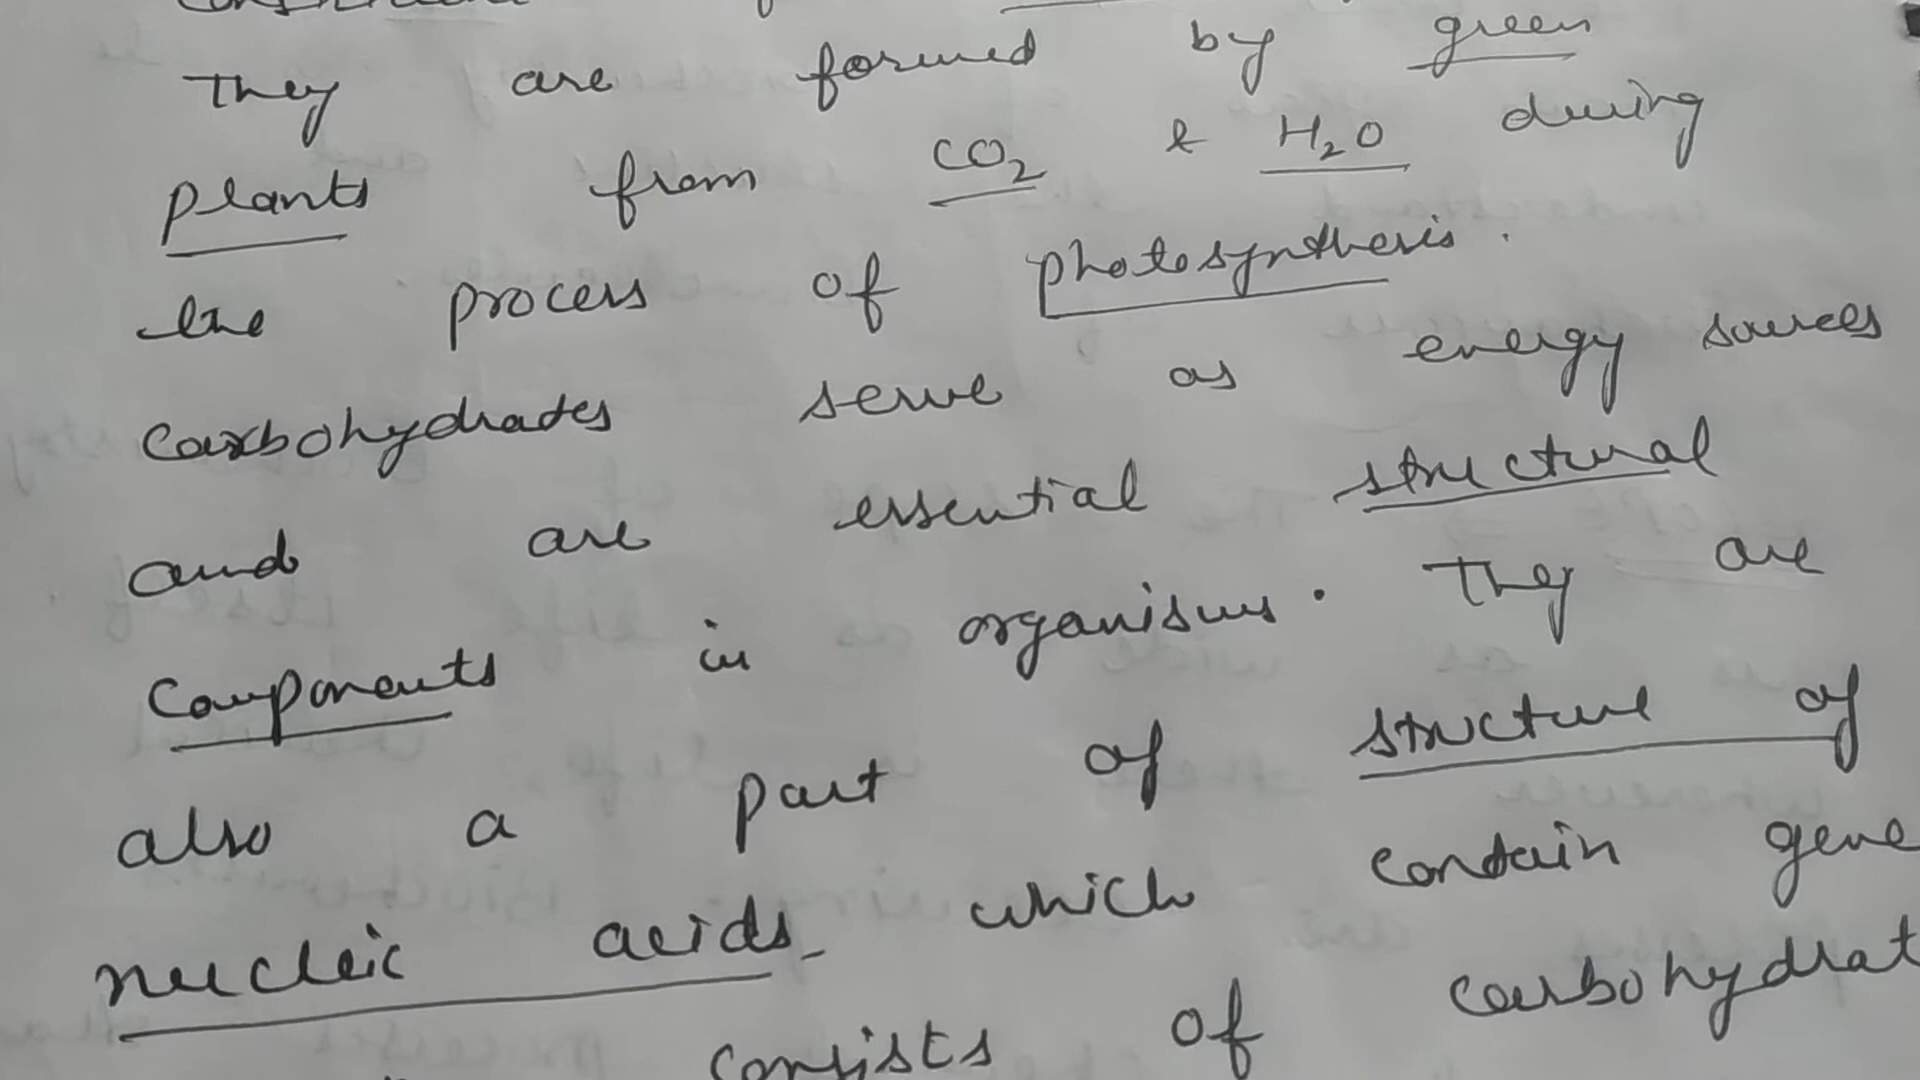 They are formed by green
plants from CO₂ & H₂O during
the process of photosynthesis.
Carbohydrates serve as energy sources
and are essential structural
components in organisms. They are
also a part of structure of
nucleic acids which contain gene
consists of carbohydrat